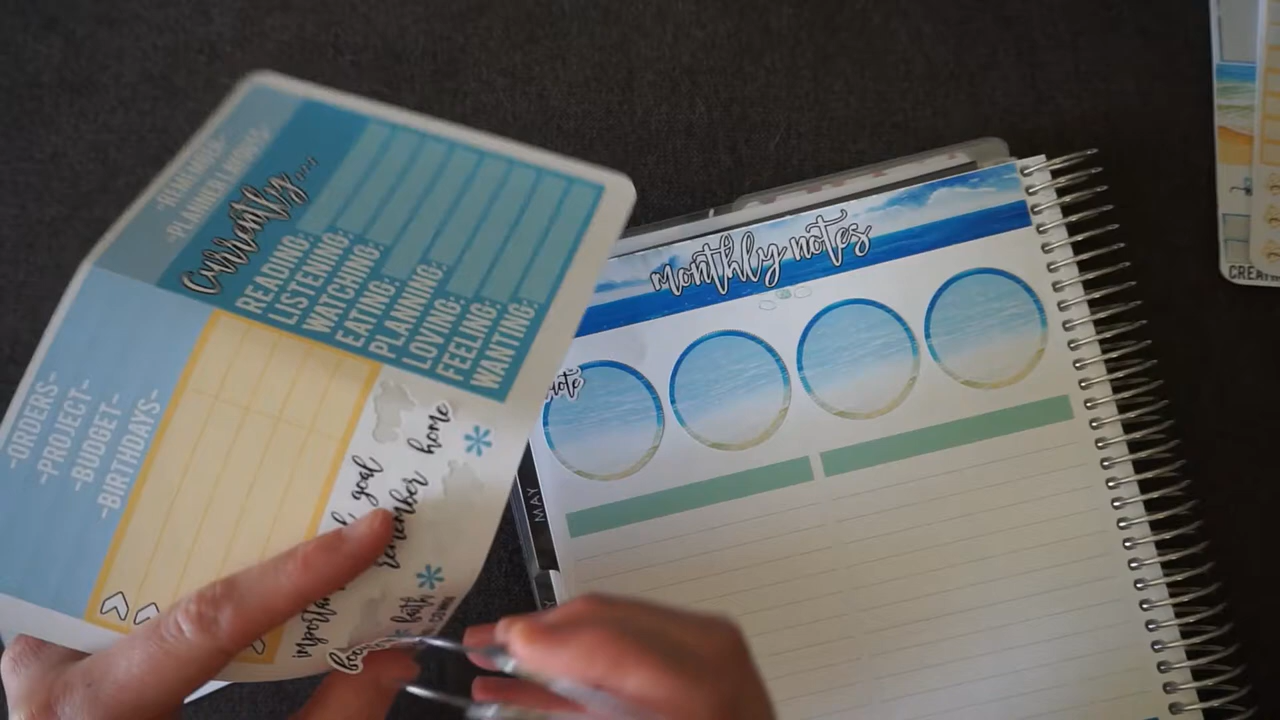 -REMEMBER-
-PLANNER LAYOUTS-
Currently...
READING:
LISTENING:
WATCHING:
EATING:
PLANNING:
LOVING:
FEELING:
WANTING:
-ORDERS-
-PROJECT-
-BUDGET-
-BIRTHDAYS-
goal
home
remember
monthly notes
MAY